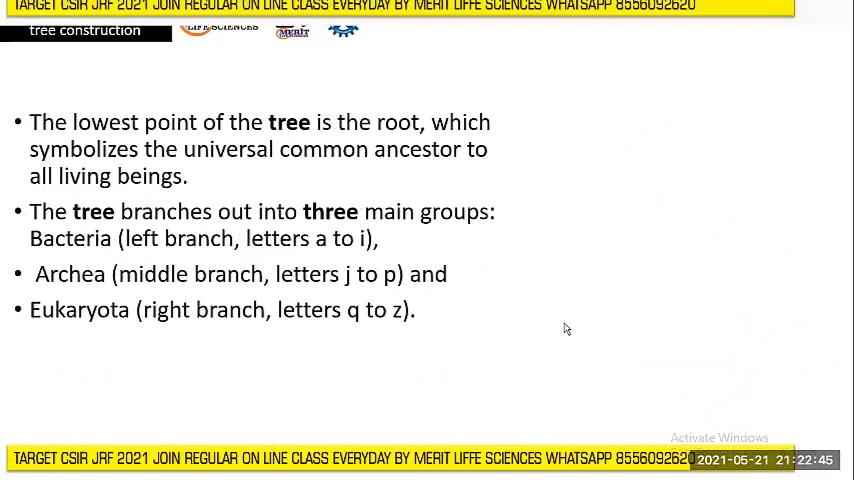 TARGET CSIR JRF 2021 JOIN REGULAR ON LINE CLASS EVERYDAY BY MERIT LIFFE SCIENCES WHATSAPP 8556092620
tree construction
LIFE SCIENCES
MERIT
• The lowest point of the tree is the root, which
symbolizes the universal common ancestor to
all living beings.
• The tree branches out into three main groups:
Bacteria (left branch, letters a to i),
• Archea (middle branch, letters j to p) and
• Eukaryota (right branch, letters q to z).
Activate Windows
TARGET CSIR JRF 2021 JOIN REGULAR ON LINE CLASS EVERYDAY BY MERIT LIFFE SCIENCES WHATSAPP 8556092620
2021-05-21 21:22:45